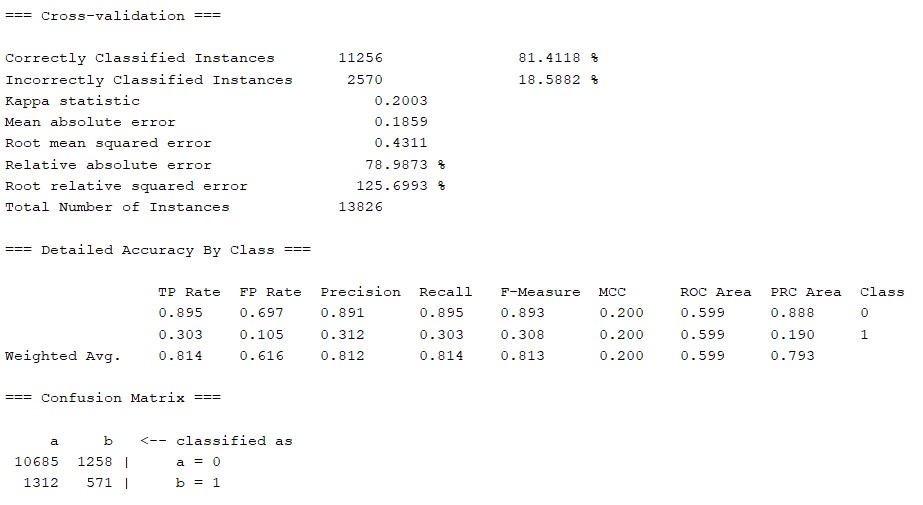 === Cross-validation ===
Correctly Classified Instances 11256 81.4118 %
Incorrectly Classified Instances 2570 18.5882 %
Kappa statistic 0.2003
Mean absolute error 0.1859
Root mean squared error 0.4311
Relative absolute error 78.9873 %
Root relative squared error 125.6993 %
Total Number of Instances 13826
=== Detailed Accuracy By Class ===
TP Rate FP Rate Precision Recall F-Measure MCC ROC Area PRC Area Class
0.895 0.697 0.891 0.895 0.893 0.200 0.599 0.888 0
0.303 0.105 0.312 0.303 0.308 0.200 0.599 0.190 1
Weighted Avg. 0.814 0.616 0.812 0.814 0.813 0.200 0.599 0.793
=== Confusion Matrix ===
a b <-- classified as
10685 1258 | a = 0
1312 571 | b = 1